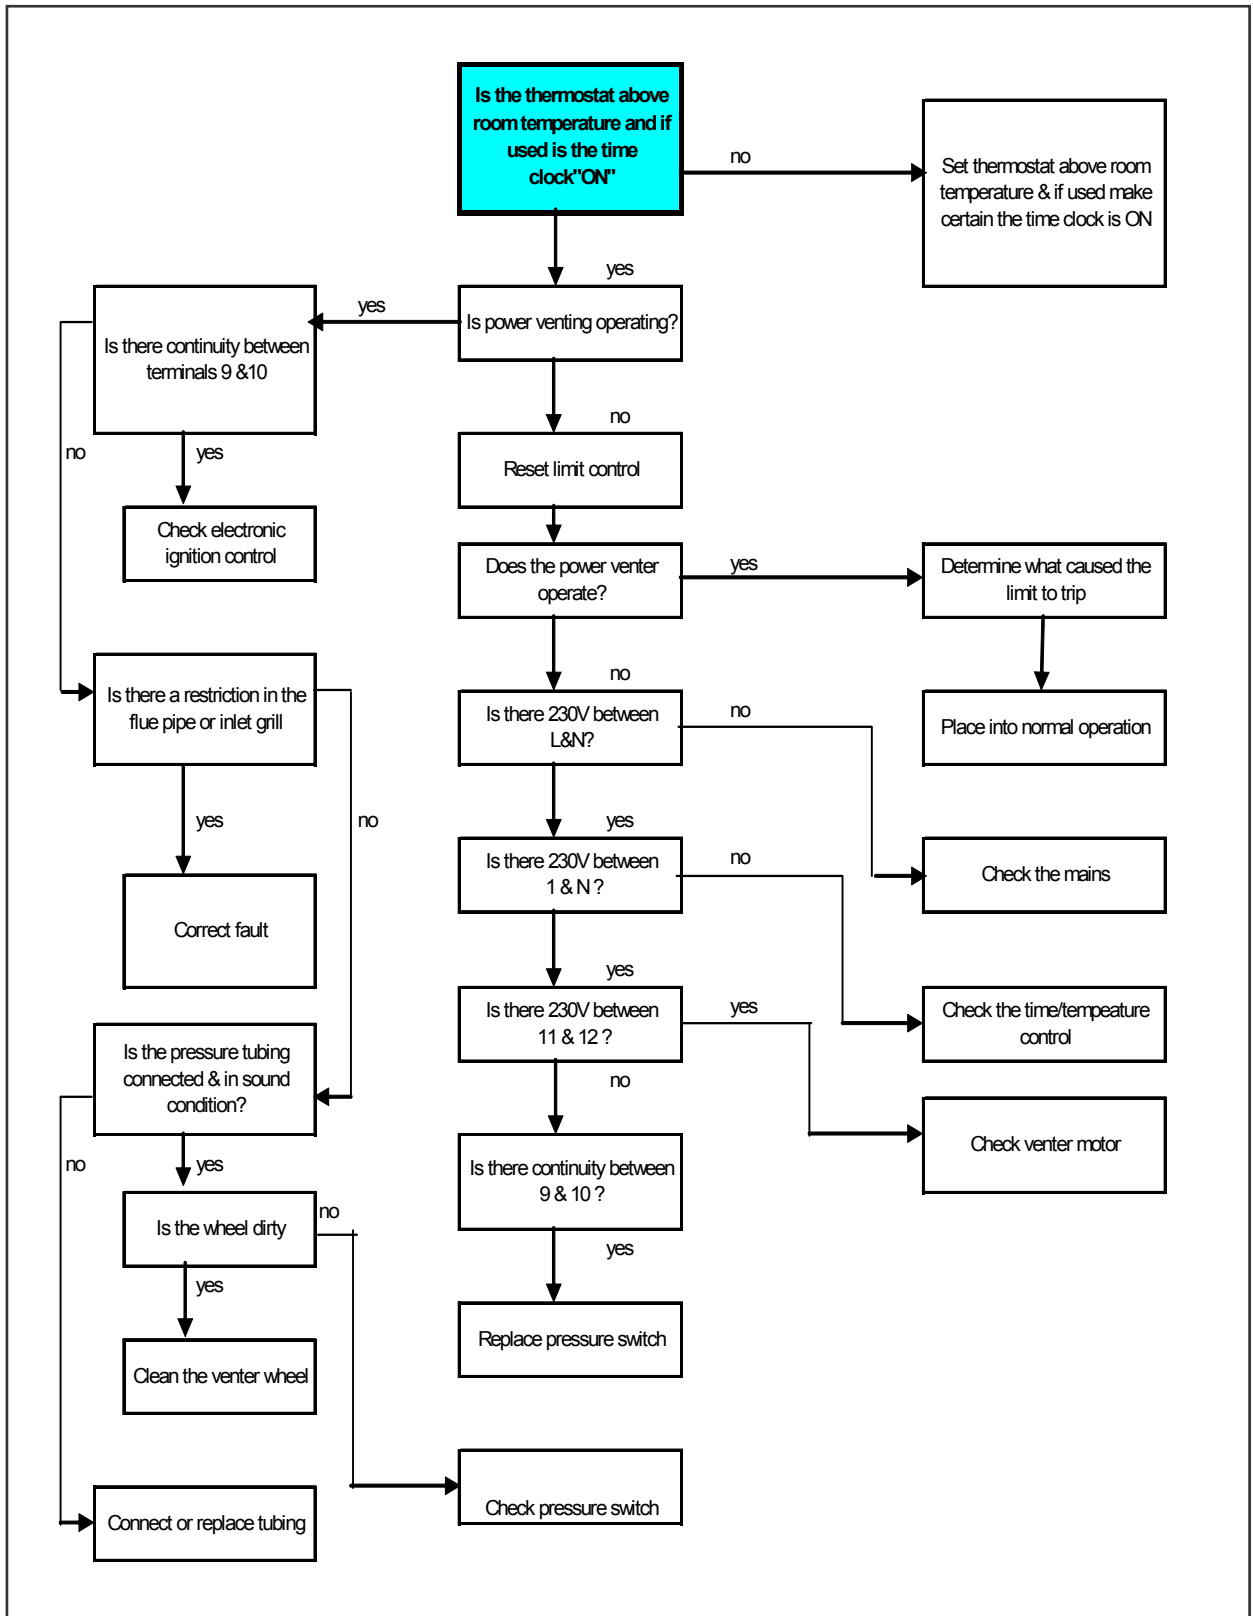 Is the thermostat above
room temperature and if
used is the time
clock"ON"
no
Set thermostat above room
temperature & if used make
certain the time clock is ON
yes
Is power venting operating?
yes
Is there continuity between
terminals 9 &10
no
yes
Check electronic
ignition control
no
Reset limit control
Does the power venter
operate?
yes
Determine what caused the
limit to trip
Place into normal operation
no
Is there 230V between
L&N?
no
Check the mains
yes
Is there 230V between
1 & N ?
no
Check the time/tempeature
control
yes
Is there 230V between
11 & 12 ?
yes
Check venter motor
no
Is there continuity between
9 & 10 ?
yes
Replace pressure switch
Is there a restriction in the
flue pipe or inlet grill
yes
no
Correct fault
Is the pressure tubing
connected & in sound
condition?
no
yes
Is the wheel dirty
no
yes
Clean the venter wheel
Connect or replace tubing
Check pressure switch